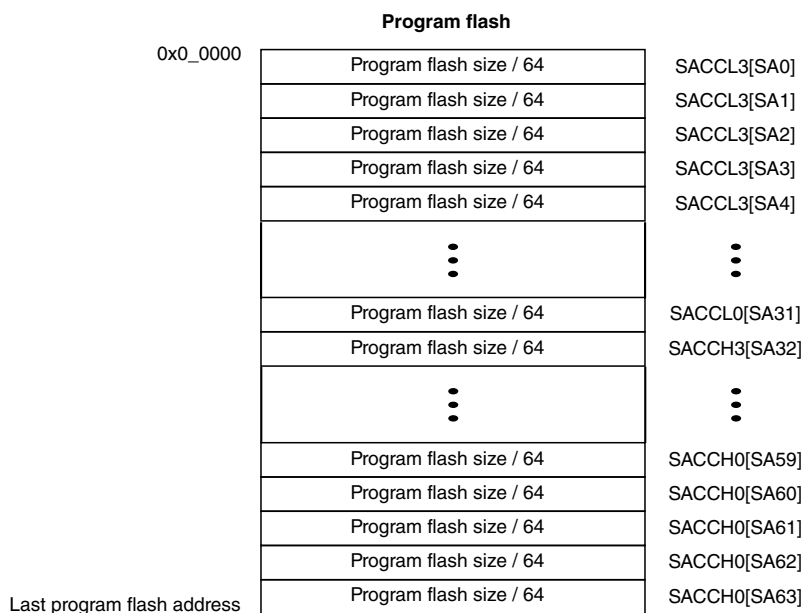 Program flash
0x0_0000
Program flash size / 64 SACCL3[SA0]
Program flash size / 64 SACCL3[SA1]
Program flash size / 64 SACCL3[SA2]
Program flash size / 64 SACCL3[SA3]
Program flash size / 64 SACCL3[SA4]
Program flash size / 64 SACCL0[SA31]
Program flash size / 64 SACCH3[SA32]
Program flash size / 64 SACCH0[SA59]
Program flash size / 64 SACCH0[SA60]
Program flash size / 64 SACCH0[SA61]
Program flash size / 64 SACCH0[SA62]
Program flash size / 64 SACCH0[SA63]
Last program flash address